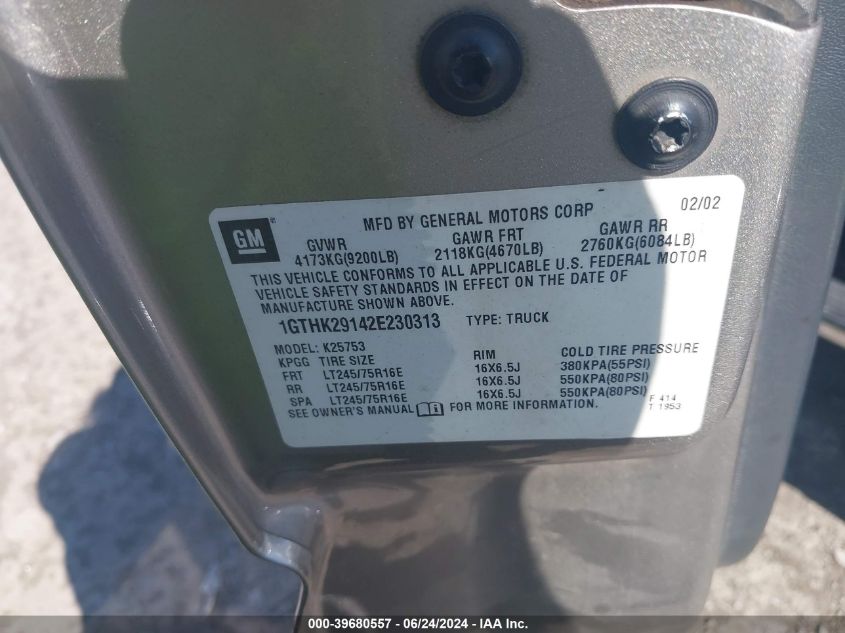 GM
MFD BY GENERAL MOTORS CORP 02/02
GVWR GAWR FRT GAWR RR
4173KG(9200LB) 2118KG(4670LB) 2760KG(6084LB)
THIS VEHICLE CONFORMS TO ALL APPLICABLE U.S. FEDERAL MOTOR
VEHICLE SAFETY STANDARDS IN EFFECT ON THE DATE OF
MANUFACTURE SHOWN ABOVE.
1GTHK29142E230313 TYPE: TRUCK
MODEL: K25753
KPGG TIRE SIZE RIM COLD TIRE PRESSURE
FRT LT245/75R16E 16X6.5J 380KPA(55PSI)
RR LT245/75R16E 16X6.5J 550KPA(80PSI)
SPA LT245/75R16E 16X6.5J 550KPA(80PSI)
SEE OWNER'S MANUAL FOR MORE INFORMATION.
F 414
T 1953
000-39680557 - 06/24/2024 - IAA Inc.